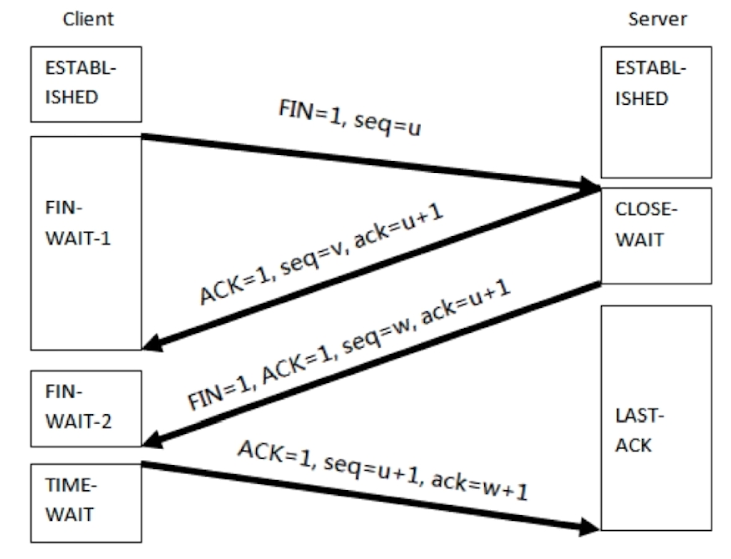 Client
Server
ESTABL-
ISHED
ESTABL-
ISHED
FIN=1, seq=u
FIN-
WAIT-1
CLOSE-
WAIT
ACK=1, seq=v, ack=u+1
FIN=1, ACK=1, seq=w, ack=u+1
FIN-
WAIT-2
LAST-
ACK
ACK=1, seq=u+1, ack=w+1
TIME-
WAIT